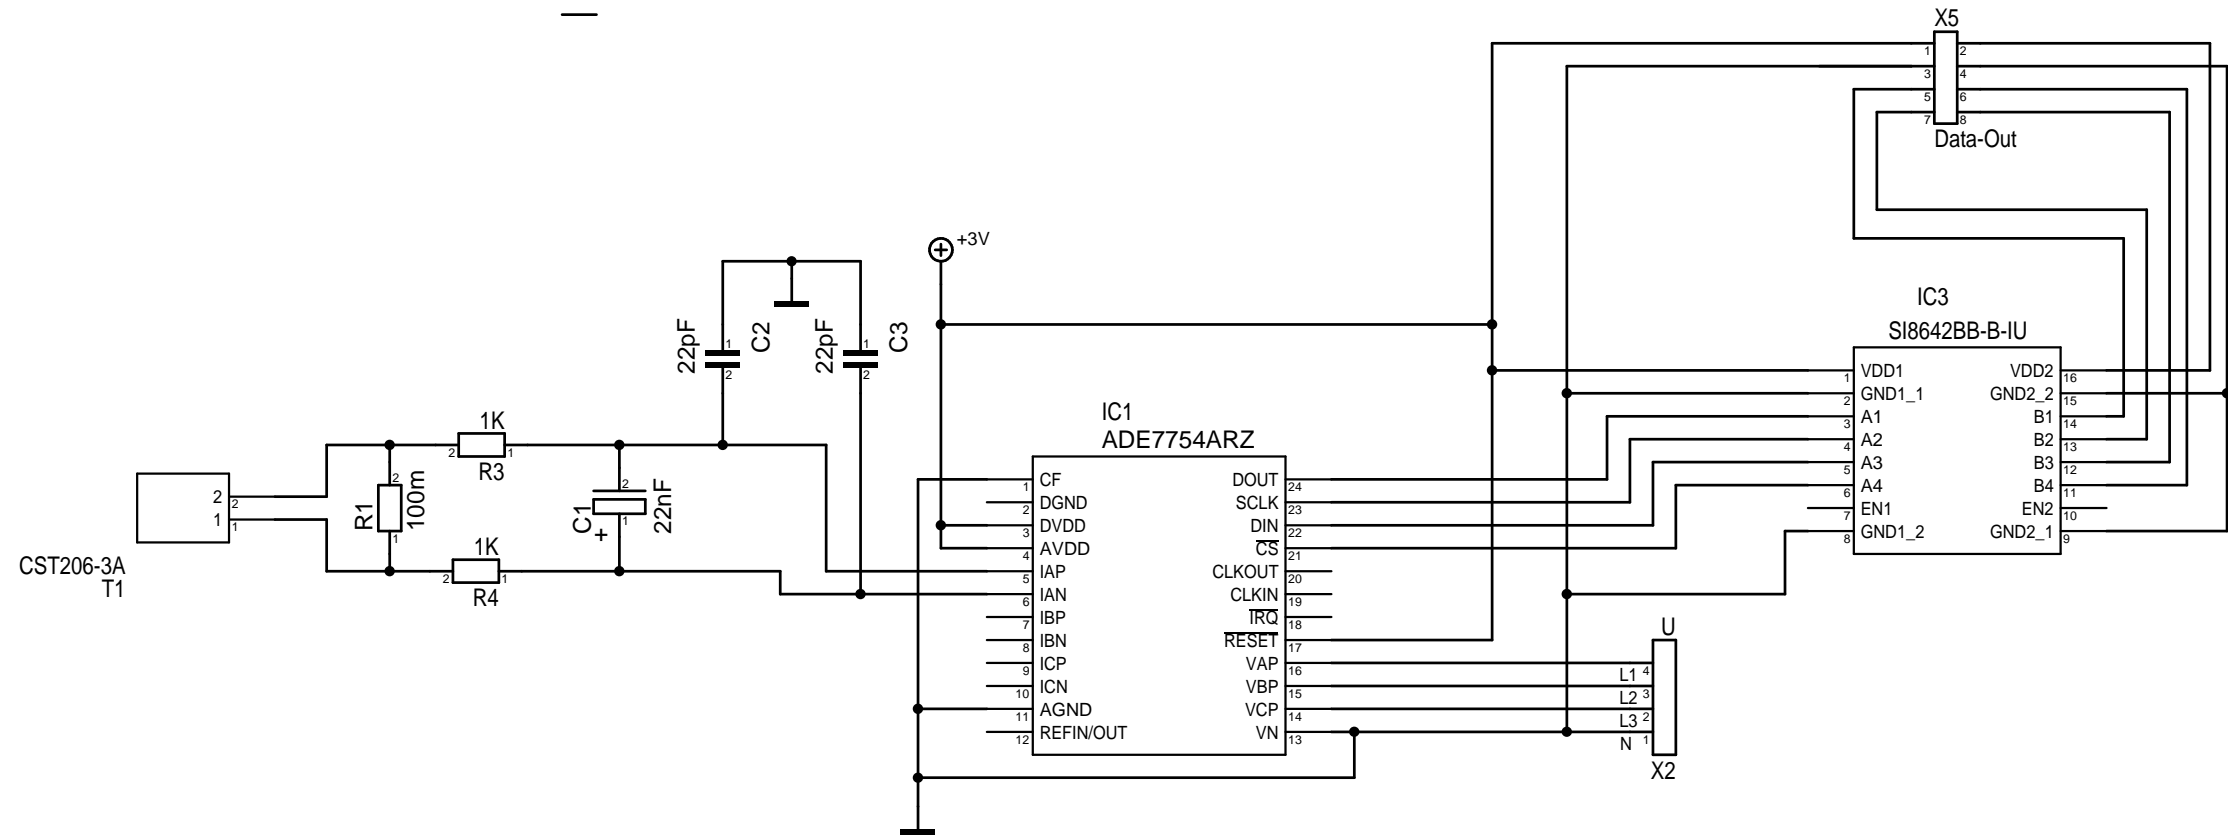 X5
1 2
3 4
5 6
7 8
Data-Out
+3V
IC3
SI8642BB-B-IU
VDD1 VDD2
1 16
GND1_1 GND2_2
2 15
A1 B1
3 14
A2 B2
4 13
A3 B3
5 12
A4 B4
6 11
EN1 EN2
7 10
GND1_2 GND2_1
8 9
22pF 1 2 C2
22pF 1 2 C3
IC1
ADE7754ARZ
CF DOUT
1 24
DGND SCLK
2 23
DVDD DIN
3 22
AVDD CS
4 21
IAP CLKOUT
5 20
IAN CLKIN
6 19
IBP IRQ
7 18
IBN RESET
8 17
ICP VAP
9 16
ICN VBP
10 15
AGND VCP
11 14
REFIN/OUT VN
12 13
1K
2 1
R3
2 2
1 1
R1 2 1 100m
C1 2 1 + 22nF
1K
2 1
R4
CST206-3A
T1
U
L1 4
L2 3
L3 2
N 1
X2